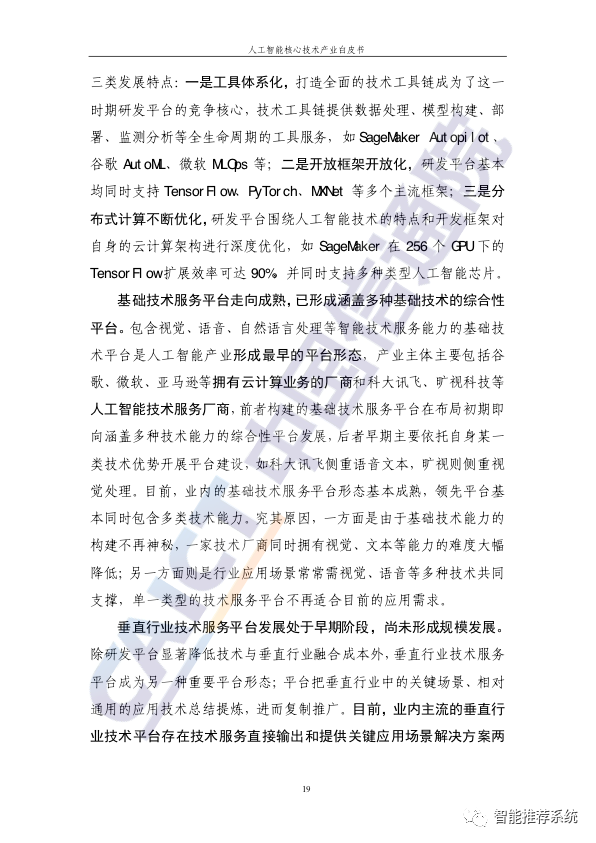 人工智能核心技术产业白皮书
三类发展特点：一是工具体系化，打造全面的技术工具链成为了这一
时期研发平台的竞争核心，技术工具链提供数据处理、模型构建、部
署、监测分析等全生命周期的工具服务，如 SageMaker Autopilot、
谷歌 AutoML、微软 MLOps 等；二是开放框架开放化，研发平台基本
均同时支持 TensorFlow、PyTorch、MXNet 等多个主流框架；三是分
布式计算不断优化，研发平台围绕人工智能技术的特点和开发框架对
自身的云计算架构进行深度优化，如 SageMaker 在 256 个 GPU 下的
TensorFlow 扩展效率可达 90% 并同时支持多种类型人工智能芯片。
基础技术服务平台走向成熟，已形成涵盖多种基础技术的综合性
平台。包含视觉、语音、自然语言处理等智能技术服务能力的基础技
术平台是人工智能产业形成最早的平台形态，产业主体主要包括谷
歌、微软、亚马逊等拥有云计算业务的厂商和科大讯飞、旷视科技等
人工智能技术服务厂商，前者构建的基础技术服务平台在布局初期即
向涵盖多种技术能力的综合性平台发展，后者早期主要依托自身某一
类技术优势开展平台建设，如科大讯飞侧重语音文本，旷视则侧重视
觉处理。目前，业内的基础技术服务平台形态基本成熟，领先平台基
本同时包含多类技术能力。究其原因，一方面是由于基础技术能力的
构建不再神秘，一家技术厂商同时拥有视觉、文本等能力的难度大幅
降低；另一方面则是行业应用场景常常需视觉、语音等多种技术共同
支撑，单一类型的技术服务平台不再适合目前的应用需求。
垂直行业技术服务平台发展处于早期阶段，尚未形成规模发展。
除研发平台显著降低技术与垂直行业融合成本外，垂直行业技术服务
平台成为另一种重要平台形态；平台把垂直行业中的关键场景、相对
通用的应用技术总结提炼，进而复制推广。目前，业内主流的垂直行
业技术平台存在技术服务直接输出和提供关键应用场景解决方案两
19
CAICT 中国信通院
智能推荐系统